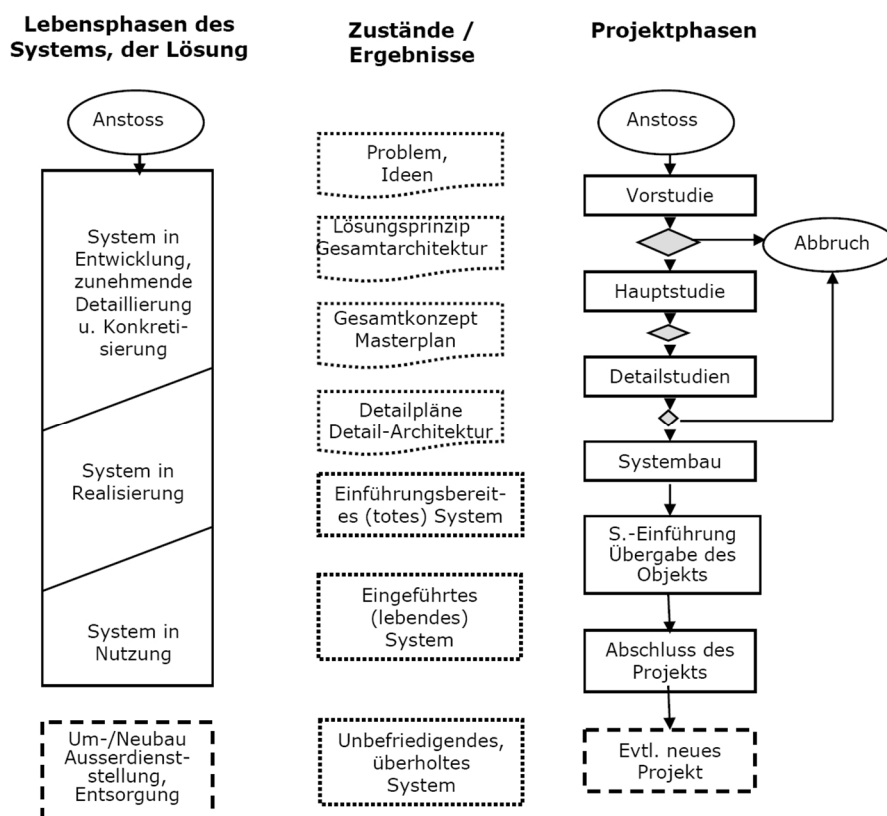 Lebensphasen des
Systems, der Lösung
Zustände /
Ergebnisse
Projektphasen
Anstoss
System in
Entwicklung,
zunehmende
Detaillierung
u. Konkreti-
sierung
System in
Realisierung
System in
Nutzung
Um-/Neubau
Ausserdienst-
stellung,
Entsorgung
Problem,
Ideen
Lösungsprinzip
Gesamtarchitektur
Gesamtkonzept
Masterplan
Detailpläne
Detail-Architektur
Einführungsbereit-
es (totes) System
Eingeführtes
(lebendes)
System
Unbefriedigendes,
überholtes
System
Anstoss
Vorstudie
Abbruch
Hauptstudie
Detailstudien
Systembau
S.-Einführung
Übergabe des
Objekts
Abschluss des
Projekts
Evtl. neues
Projekt